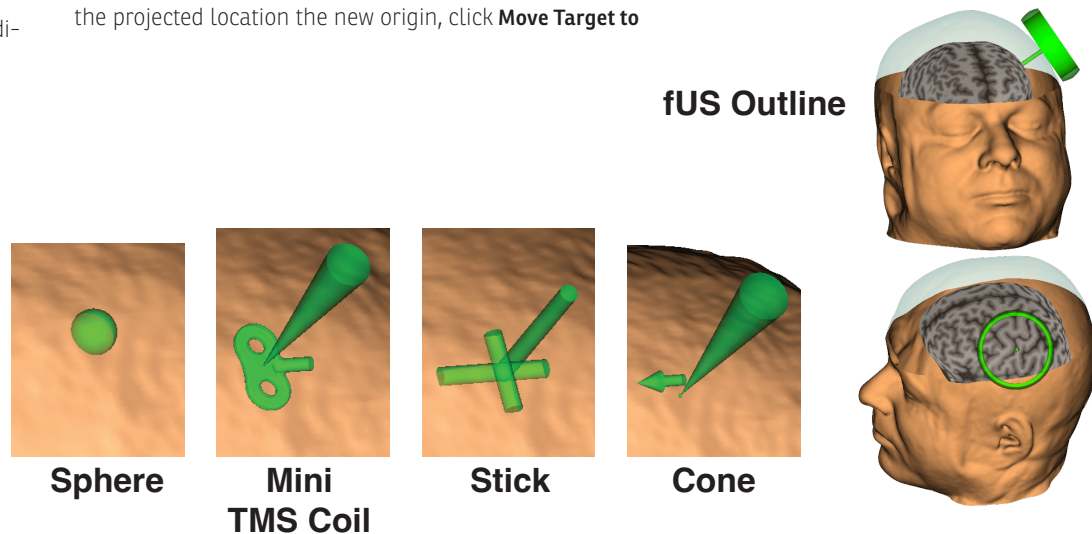 di-
the projected location the new origin, click Move Target to
fUS Outline
Sphere
Mini
TMS Coil
Stick
Cone